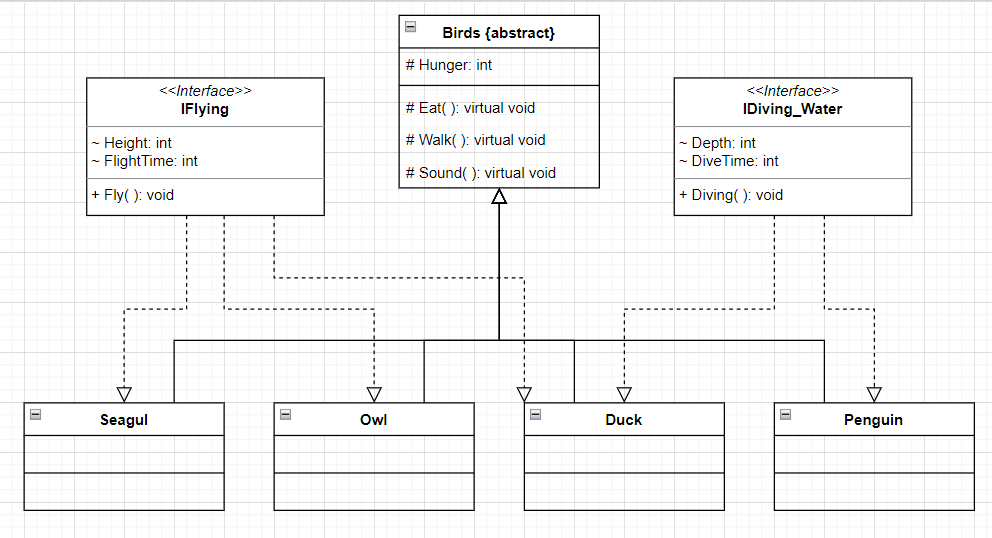 Birds {abstract}
# Hunger: int
# Eat( ): virtual void
# Walk( ): virtual void
# Sound( ): virtual void
<<Interface>>
IFlying
~ Height: int
~ FlightTime: int
+ Fly( ): void
<<Interface>>
IDiving_Water
~ Depth: int
~ DiveTime: int
+ Diving( ): void
Seagul
Owl
Duck
Penguin